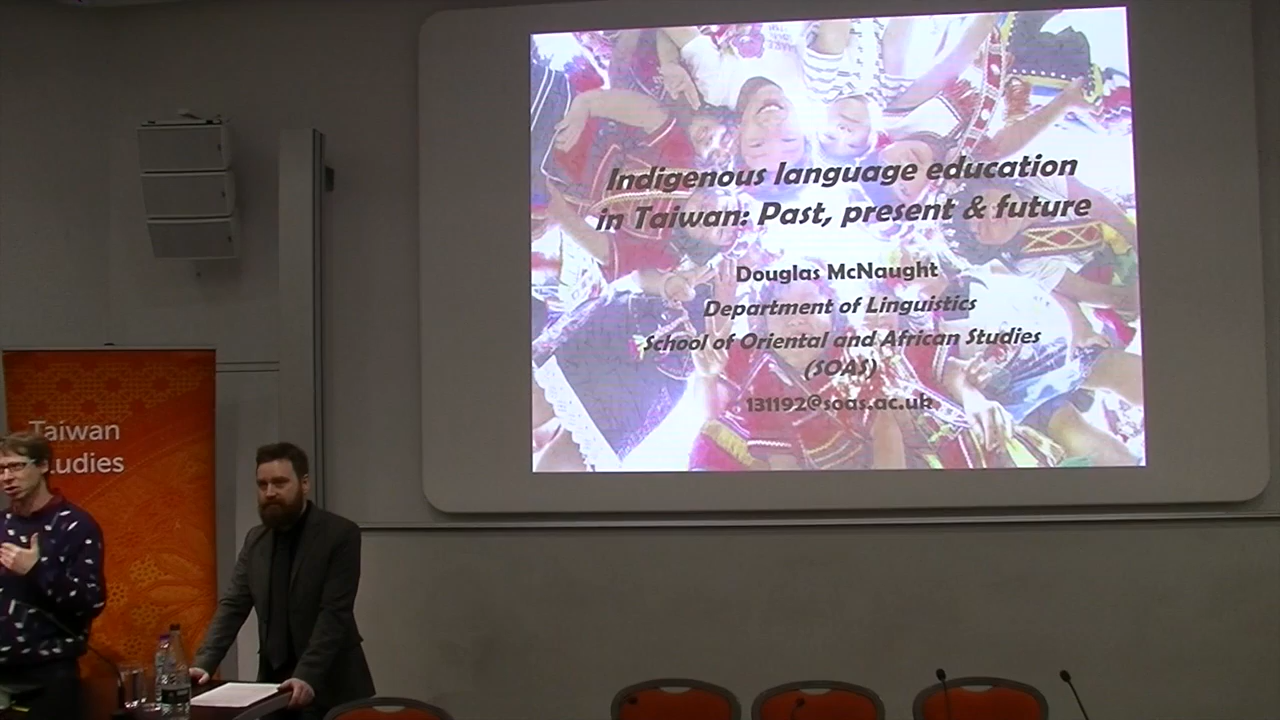 Indigenous language education
in Taiwan: Past, present & future
Douglas McNaught
Department of Linguistics
School of Oriental and African Studies
(SOAS)
131192@soas.ac.uk
Taiwan